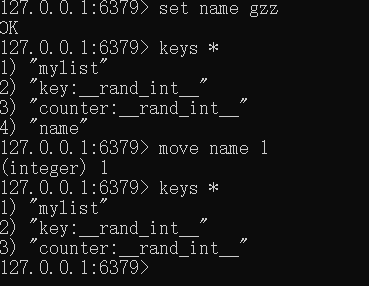 127.0.0.1:6379> set name gzz
OK
127.0.0.1:6379> keys *
1) "mylist"
2) "key:__rand_int__"
3) "counter:__rand_int__"
4) "name"
127.0.0.1:6379> move name 1
(integer) 1
127.0.0.1:6379> keys *
1) "mylist"
2) "key:__rand_int__"
3) "counter:__rand_int__"
127.0.0.1:6379>